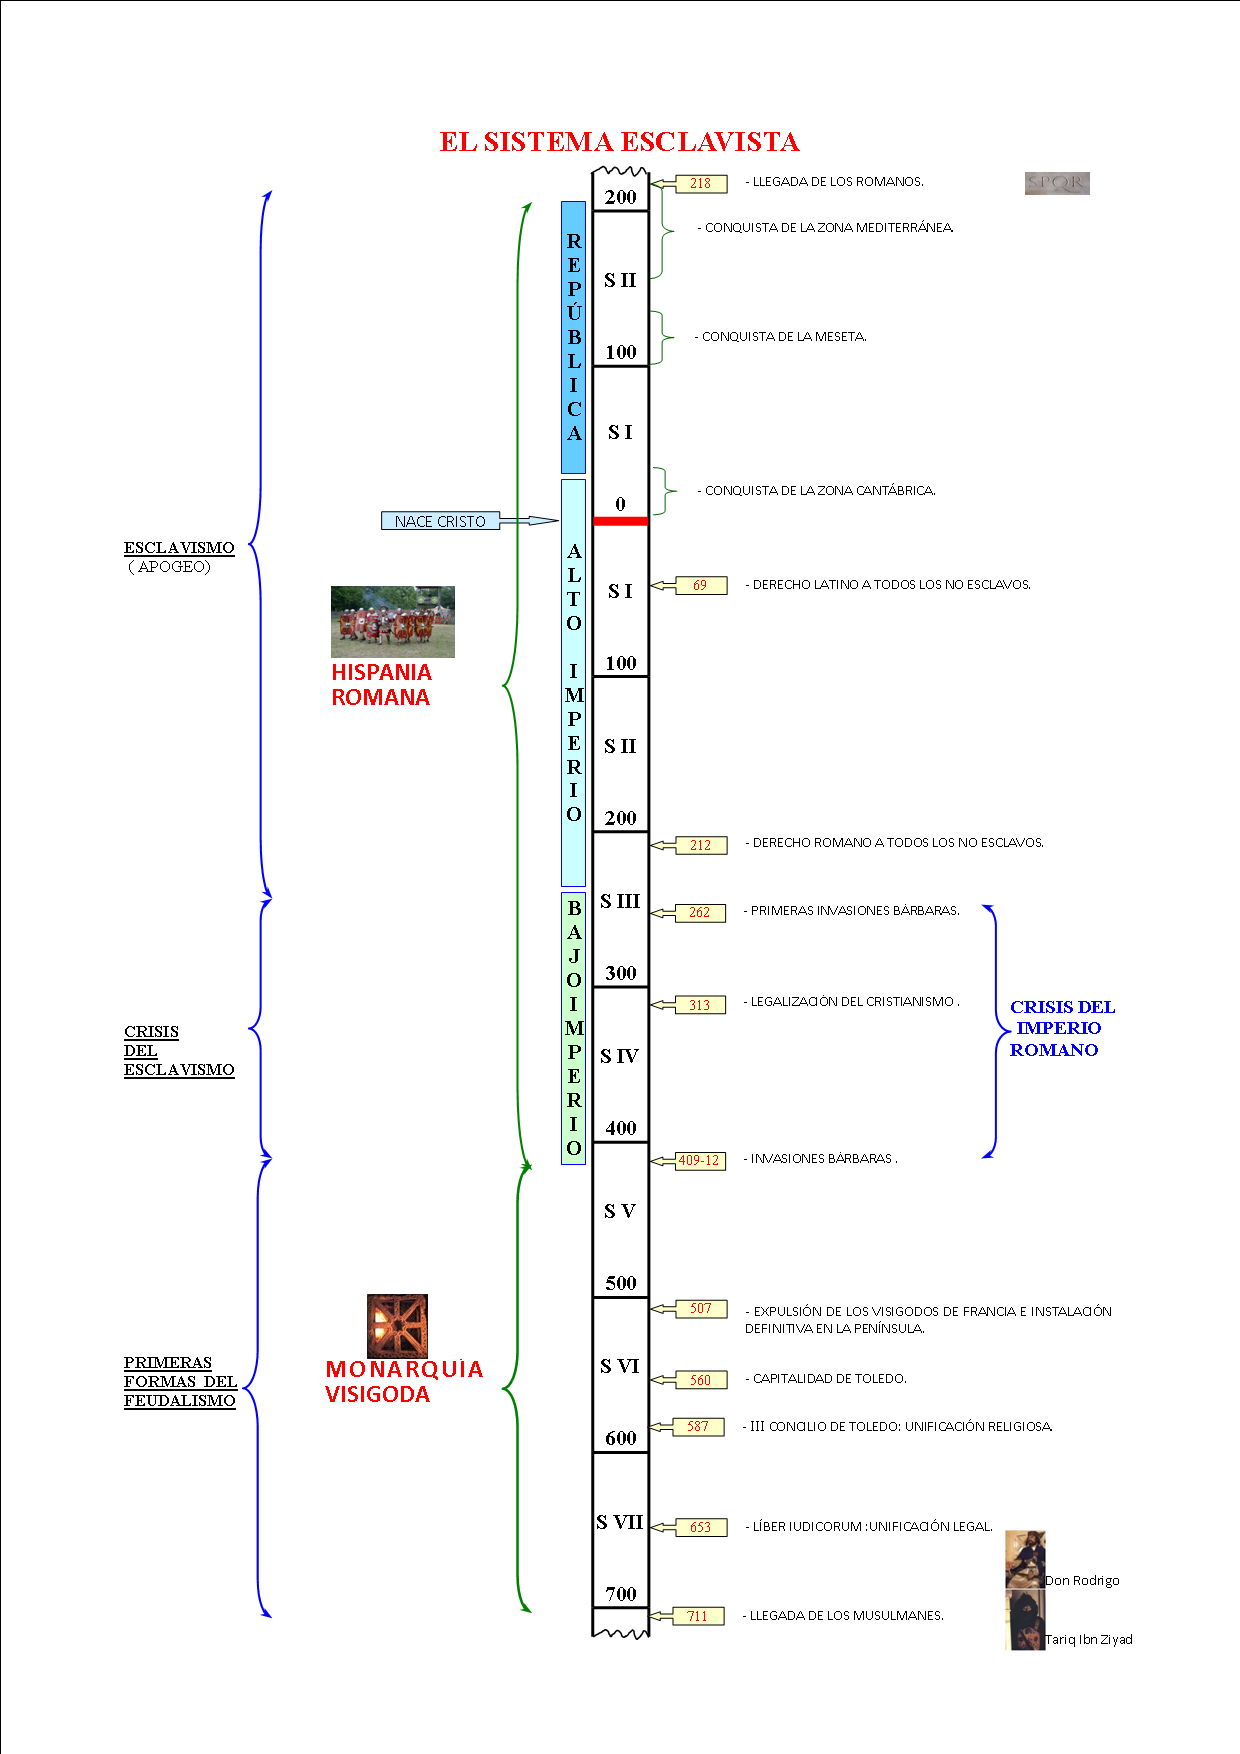 EL SISTEMA ESCLAVISTA
218
- LLEGADA DE LOS ROMANOS.
SPQR
200
- CONQUISTA DE LA ZONA MEDITERRÁNEA.
REPÚBLICA
S II
- CONQUISTA DE LA MESETA.
100
S I
- CONQUISTA DE LA ZONA CANTÁBRICA.
0
NACE CRISTO
ESCLAVISMO
( APOGEO)
ALTO IMPERIO
69
- DERECHO LATINO A TODOS LOS NO ESCLAVOS.
S I
HISPANIA
ROMANA
100
S II
200
212
- DERECHO ROMANO A TODOS LOS NO ESCLAVOS.
BAJO IMPERIO
S III
262
- PRIMERAS INVASIONES BÁRBARAS.
300
313
- LEGALIZACIÓN DEL CRISTIANISMO .
CRISIS DEL
IMPERIO
ROMANO
CRISIS
DEL
ESCLAVISMO
S IV
400
409-12
- INVASIONES BÁRBARAS .
S V
500
507
- EXPULSIÓN DE LOS VISIGODOS DE FRANCIA E INSTALACIÓN
DEFINITIVA EN LA PENÍNSULA.
PRIMERAS
FORMAS DEL
FEUDALISMO
MONARQUÍA
VISIGODA
S VI
560
- CAPITALIDAD DE TOLEDO.
587
- III CONCILIO DE TOLEDO: UNIFICACIÓN RELIGIOSA.
600
S VII
653
- LÍBER IUDICORUM :UNIFICACIÓN LEGAL.
Don Rodrigo
700
711
- LLEGADA DE LOS MUSULMANES.
Tariq Ibn Ziyad